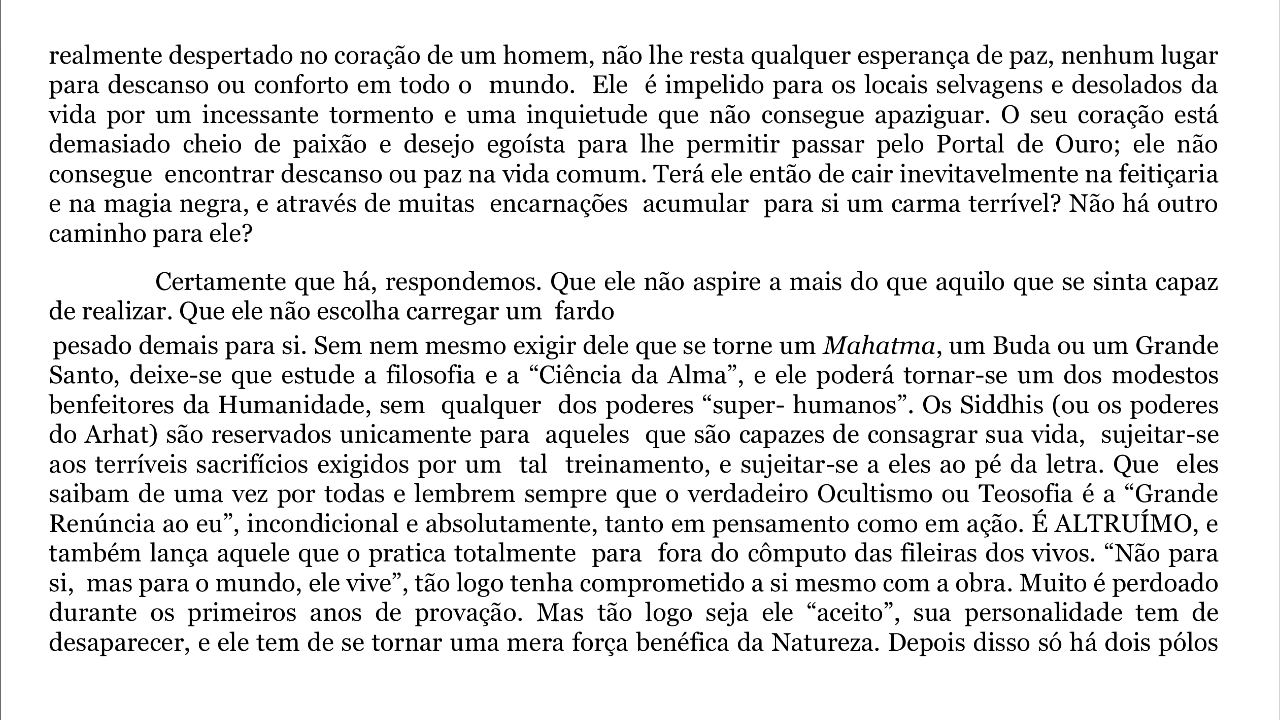 realmente despertado no coração de um homem, não lhe resta qualquer esperança de paz, nenhum lugar
para descanso ou conforto em todo o mundo. Ele é impelido para os locais selvagens e desolados da
vida por um incessante tormento e uma inquietude que não consegue apaziguar. O seu coração está
demasiado cheio de paixão e desejo egoísta para lhe permitir passar pelo Portal de Ouro; ele não
consegue encontrar descanso ou paz na vida comum. Terá ele então de cair inevitavelmente na feitiçaria
e na magia negra, e através de muitas encarnações acumular para si um carma terrível? Não há outro
caminho para ele?
Certamente que há, respondemos. Que ele não aspire a mais do que aquilo que se sinta capaz
de realizar. Que ele não escolha carregar um fardo
pesado demais para si. Sem nem mesmo exigir dele que se torne um Mahatma, um Buda ou um Grande
Santo, deixe-se que estude a filosofia e a “Ciência da Alma”, e ele poderá tornar-se um dos modestos
benfeitores da Humanidade, sem qualquer dos poderes “super- humanos”. Os Siddhis (ou os poderes
do Arhat) são reservados unicamente para aqueles que são capazes de consagrar sua vida, sujeitar-se
aos terríveis sacrifícios exigidos por um tal treinamento, e sujeitar-se a eles ao pé da letra. Que eles
saibam de uma vez por todas e lembrem sempre que o verdadeiro Ocultismo ou Teosofia é a “Grande
Renúncia ao eu”, incondicional e absolutamente, tanto em pensamento como em ação. É ALTRUÍMO, e
também lança aquele que o pratica totalmente para fora do cômputo das fileiras dos vivos. “Não para
si, mas para o mundo, ele vive”, tão logo tenha comprometido a si mesmo com a obra. Muito é perdoado
durante os primeiros anos de provação. Mas tão logo seja ele “aceito”, sua personalidade tem de
desaparecer, e ele tem de se tornar uma mera força benéfica da Natureza. Depois disso só há dois pólos